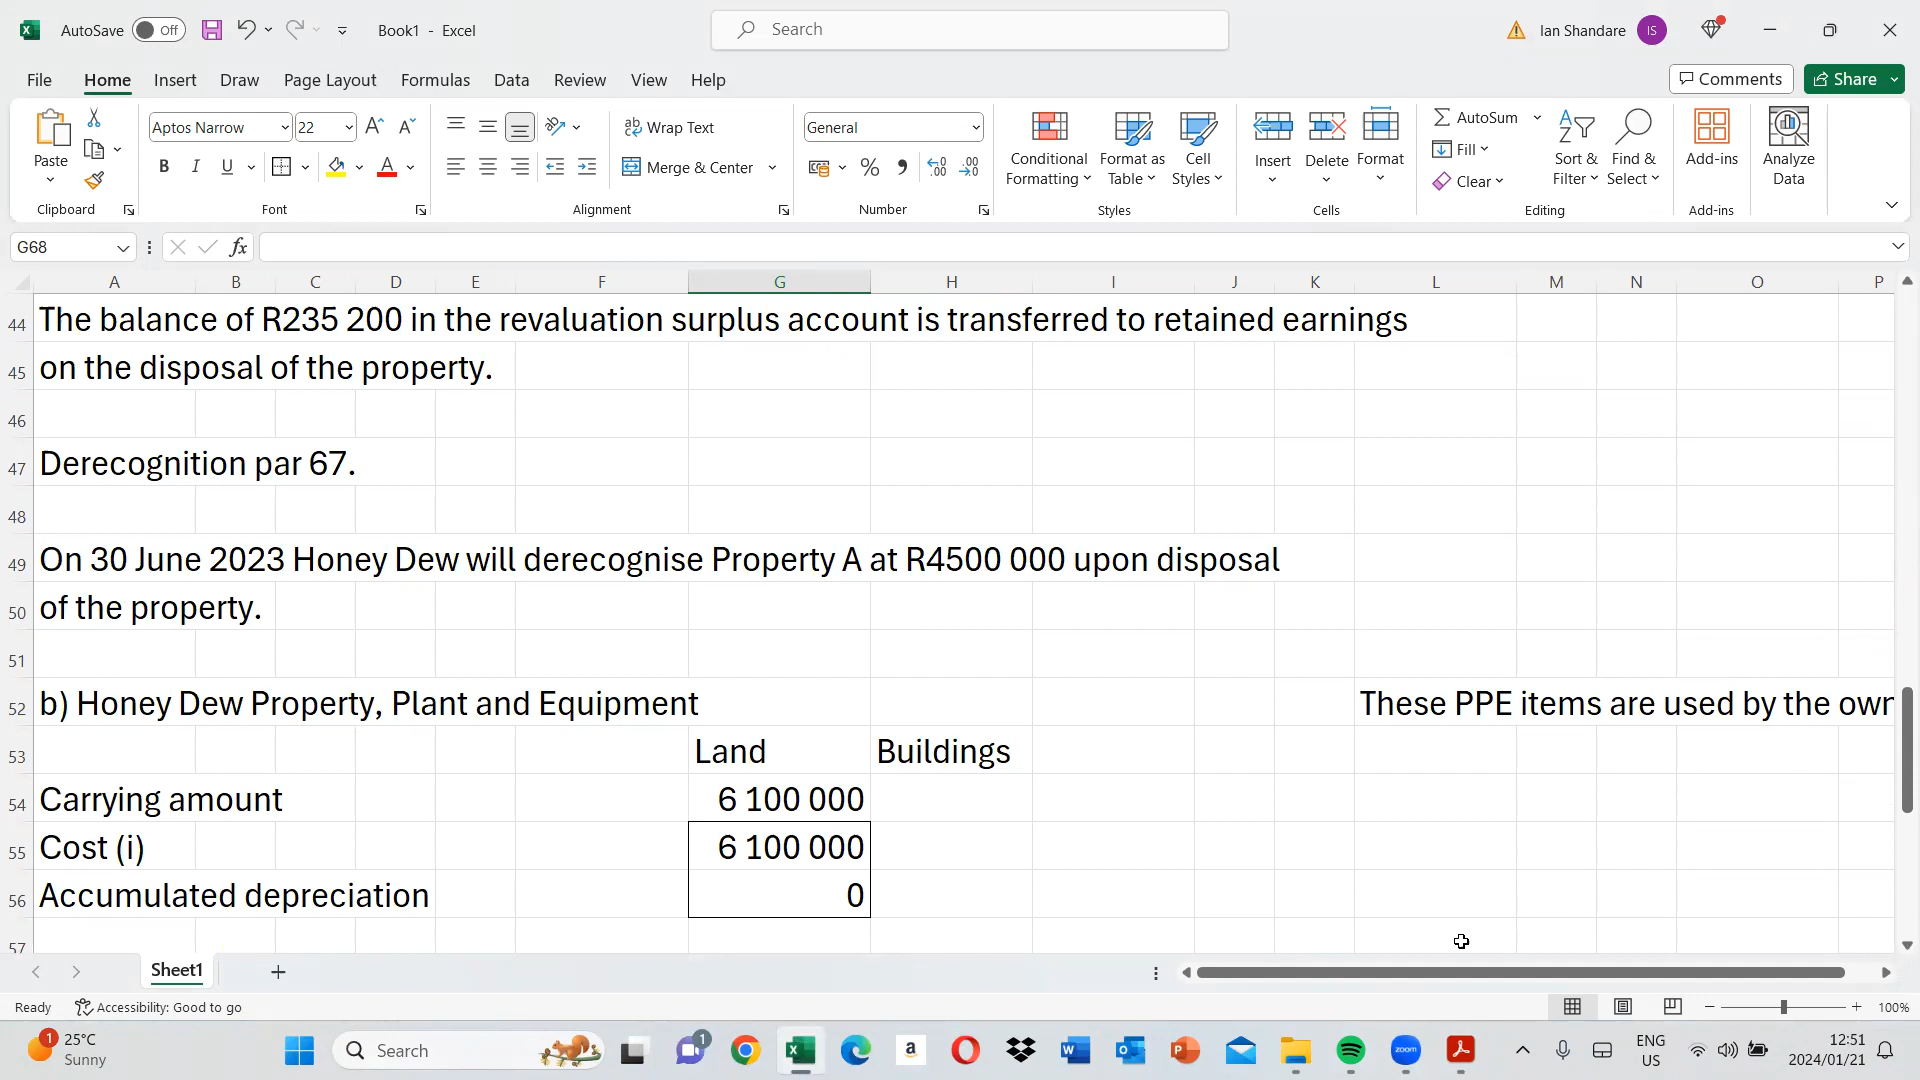 AutoSave Off Book1 - Excel Search Ian Shandare IS
File Home Insert Draw Page Layout Formulas Data Review View Help Comments Share
Paste Aptos Narrow 22 Wrap Text General Conditional Formatting Format as Table Cell Styles Insert Delete Format AutoSum Fill Clear Sort & Filter Find & Select Add-ins Analyze Data
B I U Merge & Center
Clipboard Font Alignment Number Styles Cells Editing Add-ins
G68 fx
A B C D E F G H I J K L M N O P
44 The balance of R235 200 in the revaluation surplus account is transferred to retained earnings
45 on the disposal of the property.
46
47 Derecognition par 67.
48
49 On 30 June 2023 Honey Dew will derecognise Property A at R4500 000 upon disposal
50 of the property.
51
52 b) Honey Dew Property, Plant and Equipment These PPE items are used by the own
53 Land Buildings
54 Carrying amount 6 100 000
55 Cost (i) 6 100 000
56 Accumulated depreciation 0
57
Sheet1
Ready Accessibility: Good to go 100%
1 25°C Search 1 ENG 12:51
Sunny zoom US 2024/01/21